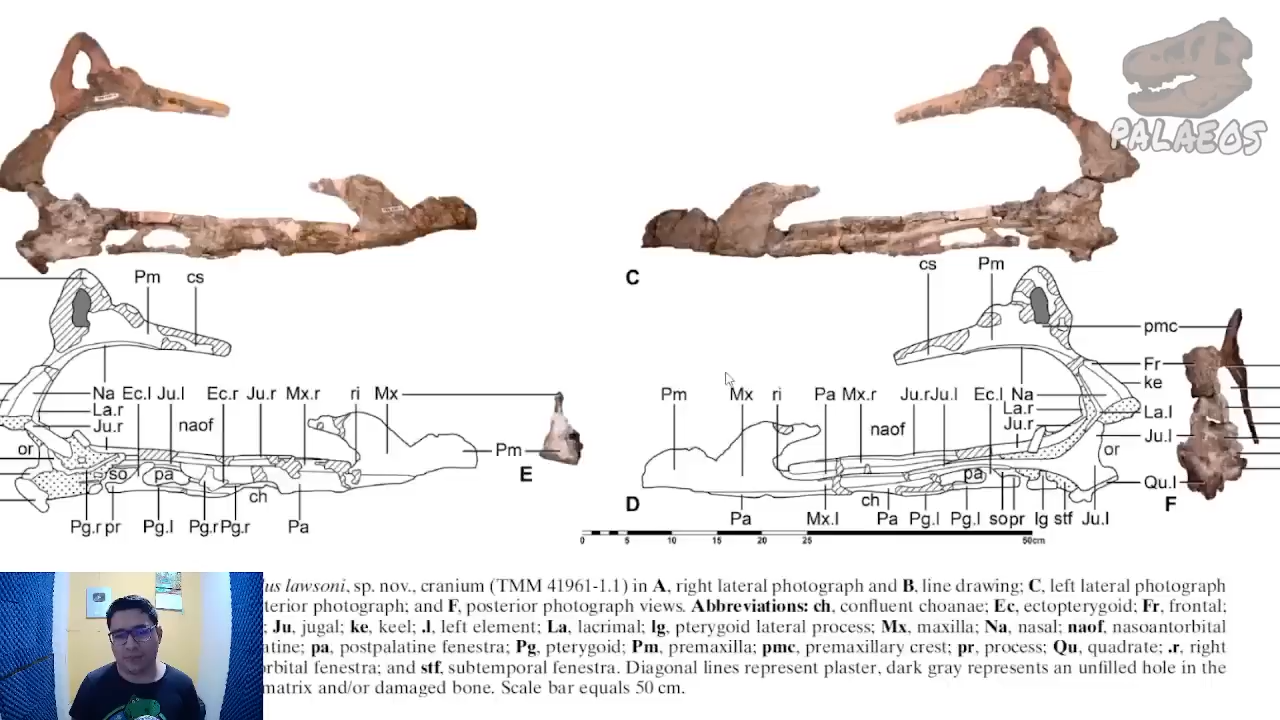 PALAEOS
C
Pm cs
cs Pm
pmc
Fr
ke
La.l
Ju.l
Qu.l
F
Na Ec.l Ju.l Ec.r Ju.r Mx.r ri Mx
La.r
Ju.r
naof
or
so pa
ch
Pg.r pr Pg.l Pg.r Pg.r Pa
Pm
E
Pm Mx ri Pa Mx.r Ju.r Ju.l Ec.l Na
La.r
Ju.r
naof
or
pa
ch
D
Pa Mx.l Pa Pg.l Pg.l so pr lg stf Ju.l
0 5 10 15 20 25 50cm
us lawsoni, sp. nov., cranium (TMM 41961-1.1) in A, right lateral photograph and B, line drawing; C, left lateral photograph
terior photograph; and F, posterior photograph views. Abbreviations: ch, confluent choanae; Ec, ectopterygoid; Fr, frontal;
; Ju, jugal; ke, keel; .l, left element; La, lacrimal; lg, pterygoid lateral process; Mx, maxilla; Na, nasal; naof, nasoantorbital
atine; pa, postpalatine fenestra; Pg, pterygoid; Pm, premaxilla; pmc, premaxillary crest; pr, process; Qu, quadrate; .r, right
orbital fenestra; and stf, subtemporal fenestra. Diagonal lines represent plaster, dark gray represents an unfilled hole in the
matrix and/or damaged bone. Scale bar equals 50 cm.